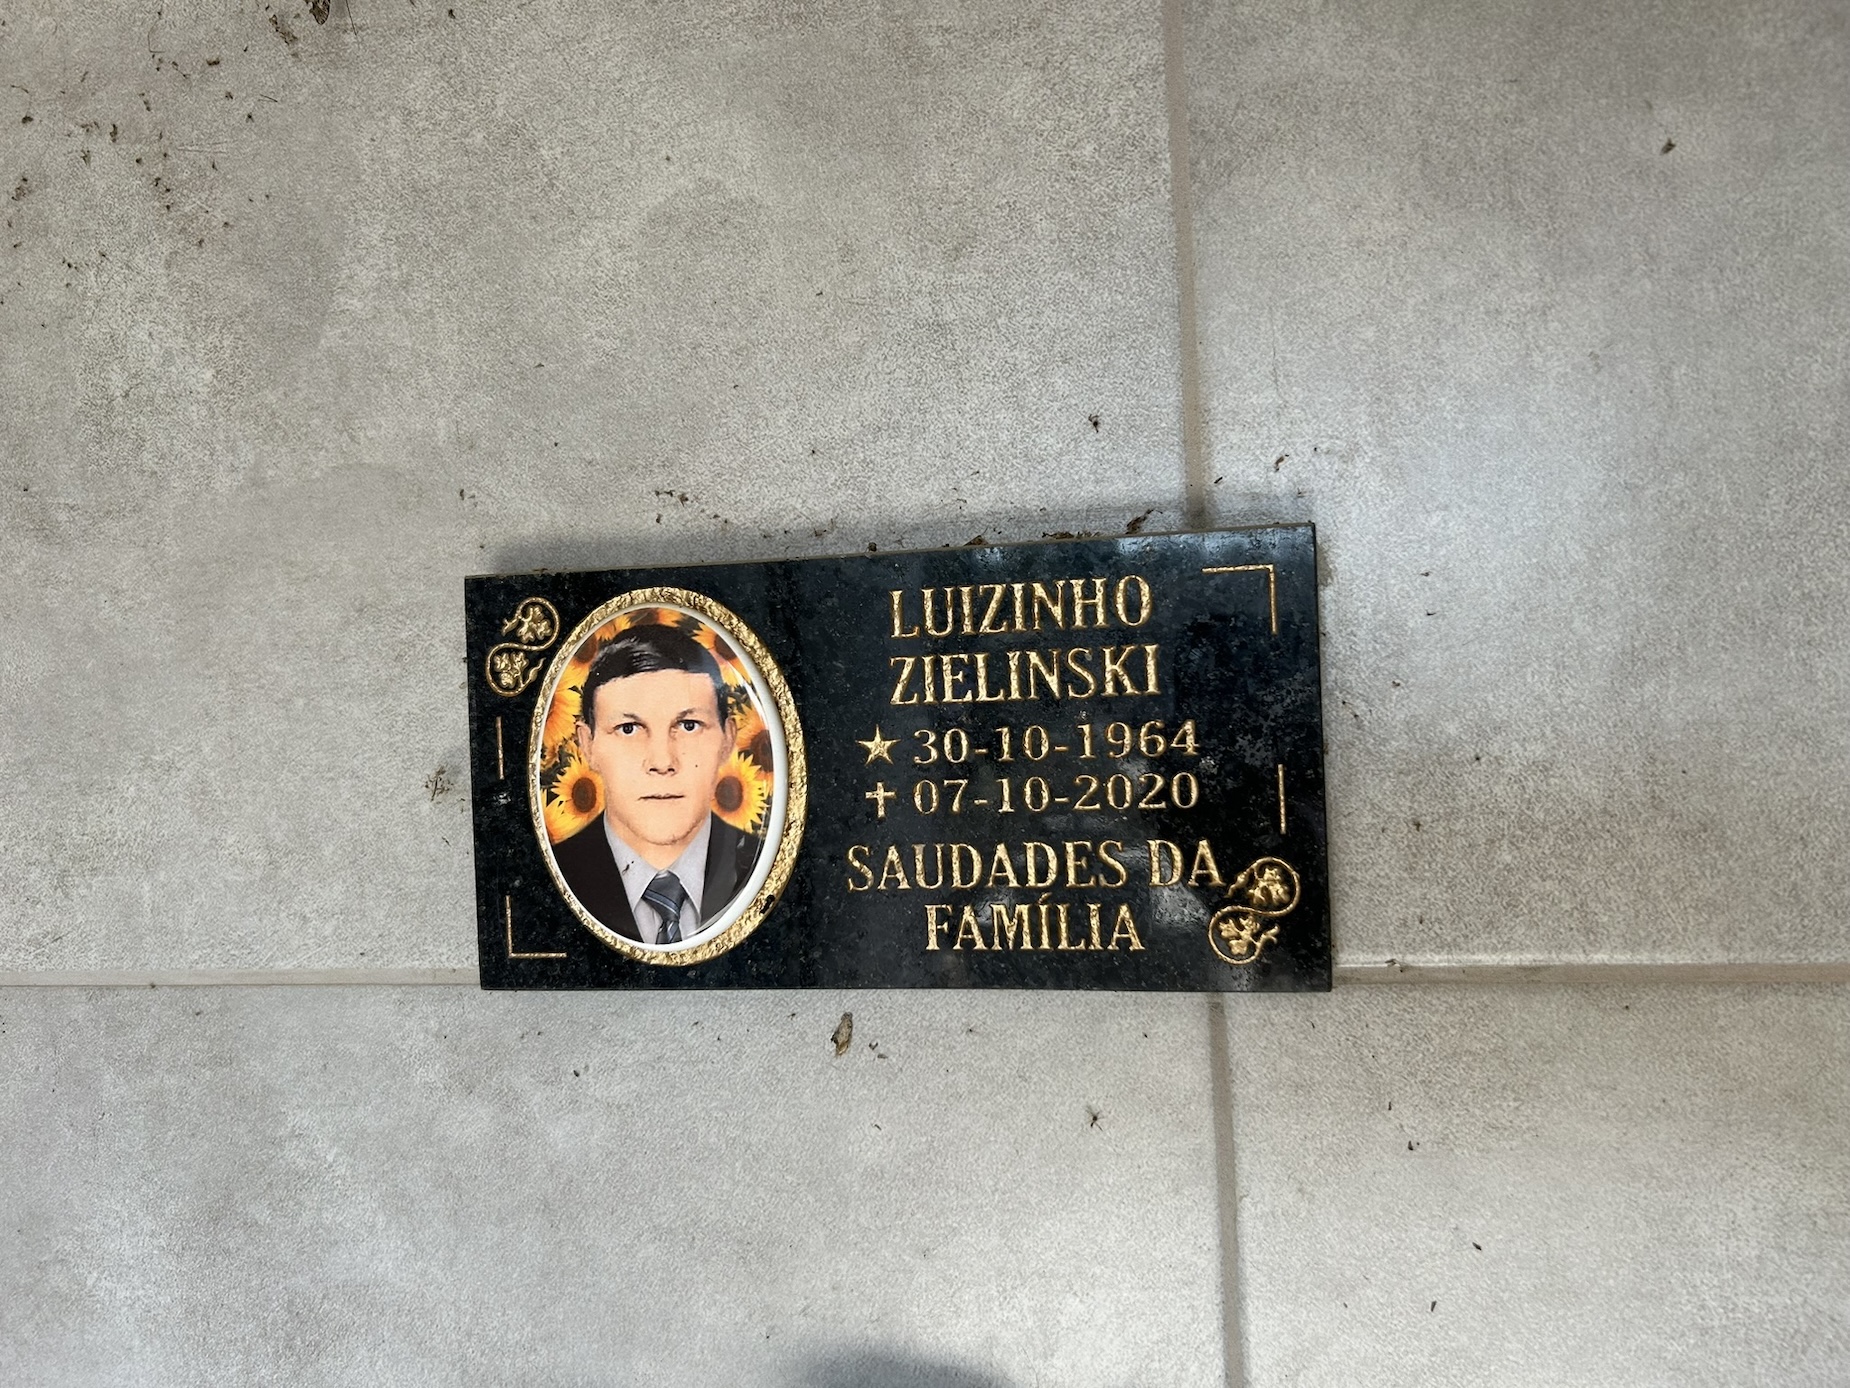 LUIZINHO
ZIELINSKI
★ 30-10-1964
✝ 07-10-2020
SAUDADES DA
FAMÍLIA